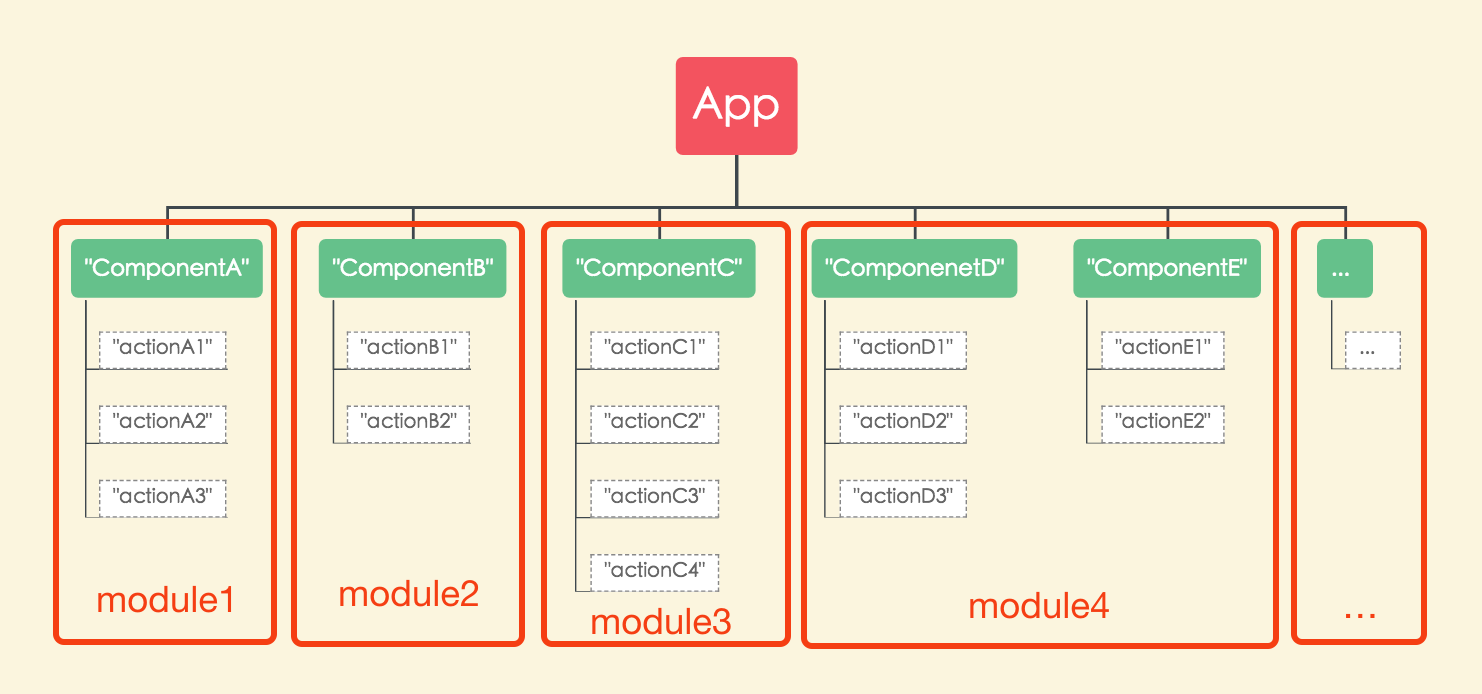 App
"ComponentA"
"actionA1"
"actionA2"
"actionA3"
module1
"ComponentB"
"actionB1"
"actionB2"
module2
"ComponentC"
"actionC1"
"actionC2"
"actionC3"
"actionC4"
module3
"ComponenetD"
"actionD1"
"actionD2"
"actionD3"
"ComponentE"
"actionE1"
"actionE2"
module4
...
...
...